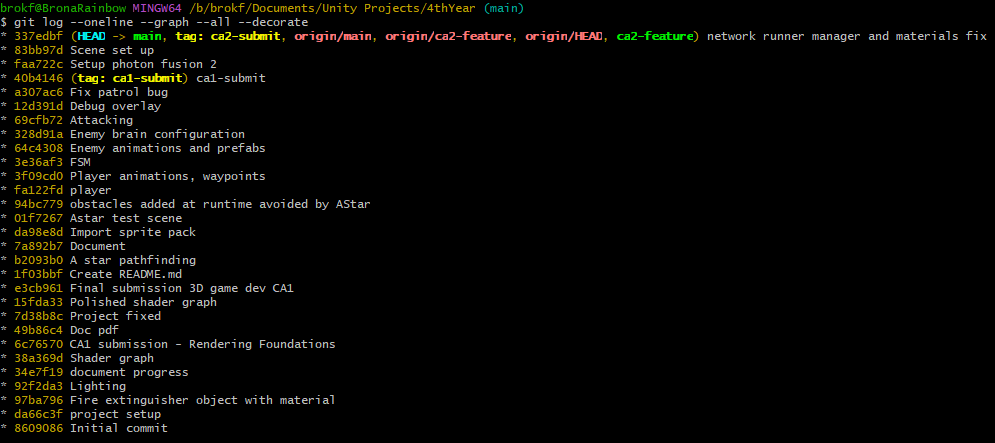 brokf@BronaRainbow MINGW64 /b/brokf/Documents/Unity Projects/4thYear (main)
$ git log --oneline --graph --all --decorate
* 337edbf (HEAD -> main, tag: ca2-submit, origin/main, origin/ca2-feature, origin/HEAD, ca2-feature) network runner manager and materials fix
* 83bb97d Scene set up
* faa722c Setup photon fusion 2
* 40b4146 (tag: ca1-submit) ca1-submit
* a307ac6 Fix patrol bug
* 12d391d Debug overlay
* 69cfb72 Attacking
* 328d91a Enemy brain configuration
* 64c4308 Enemy animations and prefabs
* 3e36af3 FSM
* 3f09cd0 Player animations, waypoints
* fa122fd player
* 94bc779 obstacles added at runtime avoided by AStar
* 01f7267 Astar test scene
* da98e8d Import sprite pack
* 7a892b7 Document
* b2093b0 A star pathfinding
* 1f03bbf Create README.md
* e3cb961 Final submission 3D game dev CA1
* 15fda33 Polished shader graph
* 7d38b8c Project fixed
* 49b86c4 Doc pdf
* 6c76570 CA1 submission - Rendering Foundations
* 38a369d Shader graph
* 34e7f19 document progress
* 92f2da3 Lighting
* 97ba796 Fire extinguisher object with material
* da66c3f project setup
* 8609086 Initial commit